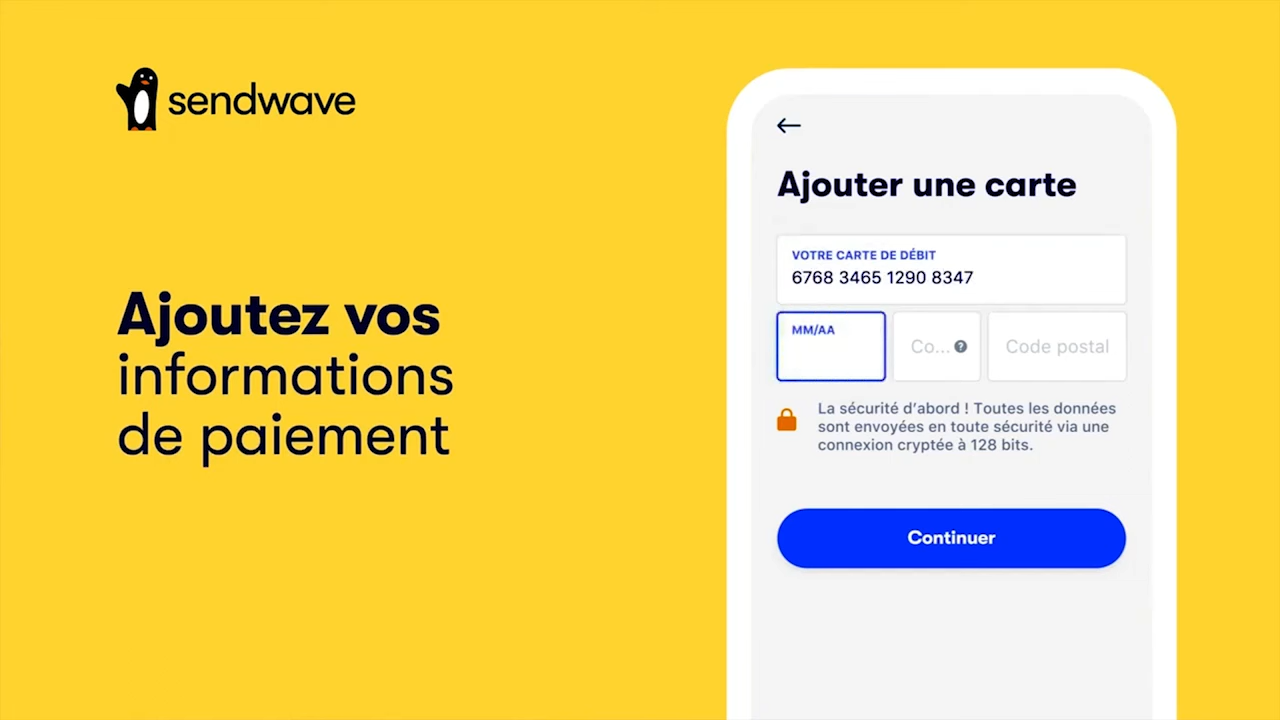 sendwave
Ajoutez vos
informations
de paiement
Ajouter une carte
VOTRE CARTE DE DÉBIT
6768 3465 1290 8347
MM/AA
Co...
Code postal
La sécurité d'abord ! Toutes les données
sont envoyées en toute sécurité via une
connexion cryptée à 128 bits.
Continuer